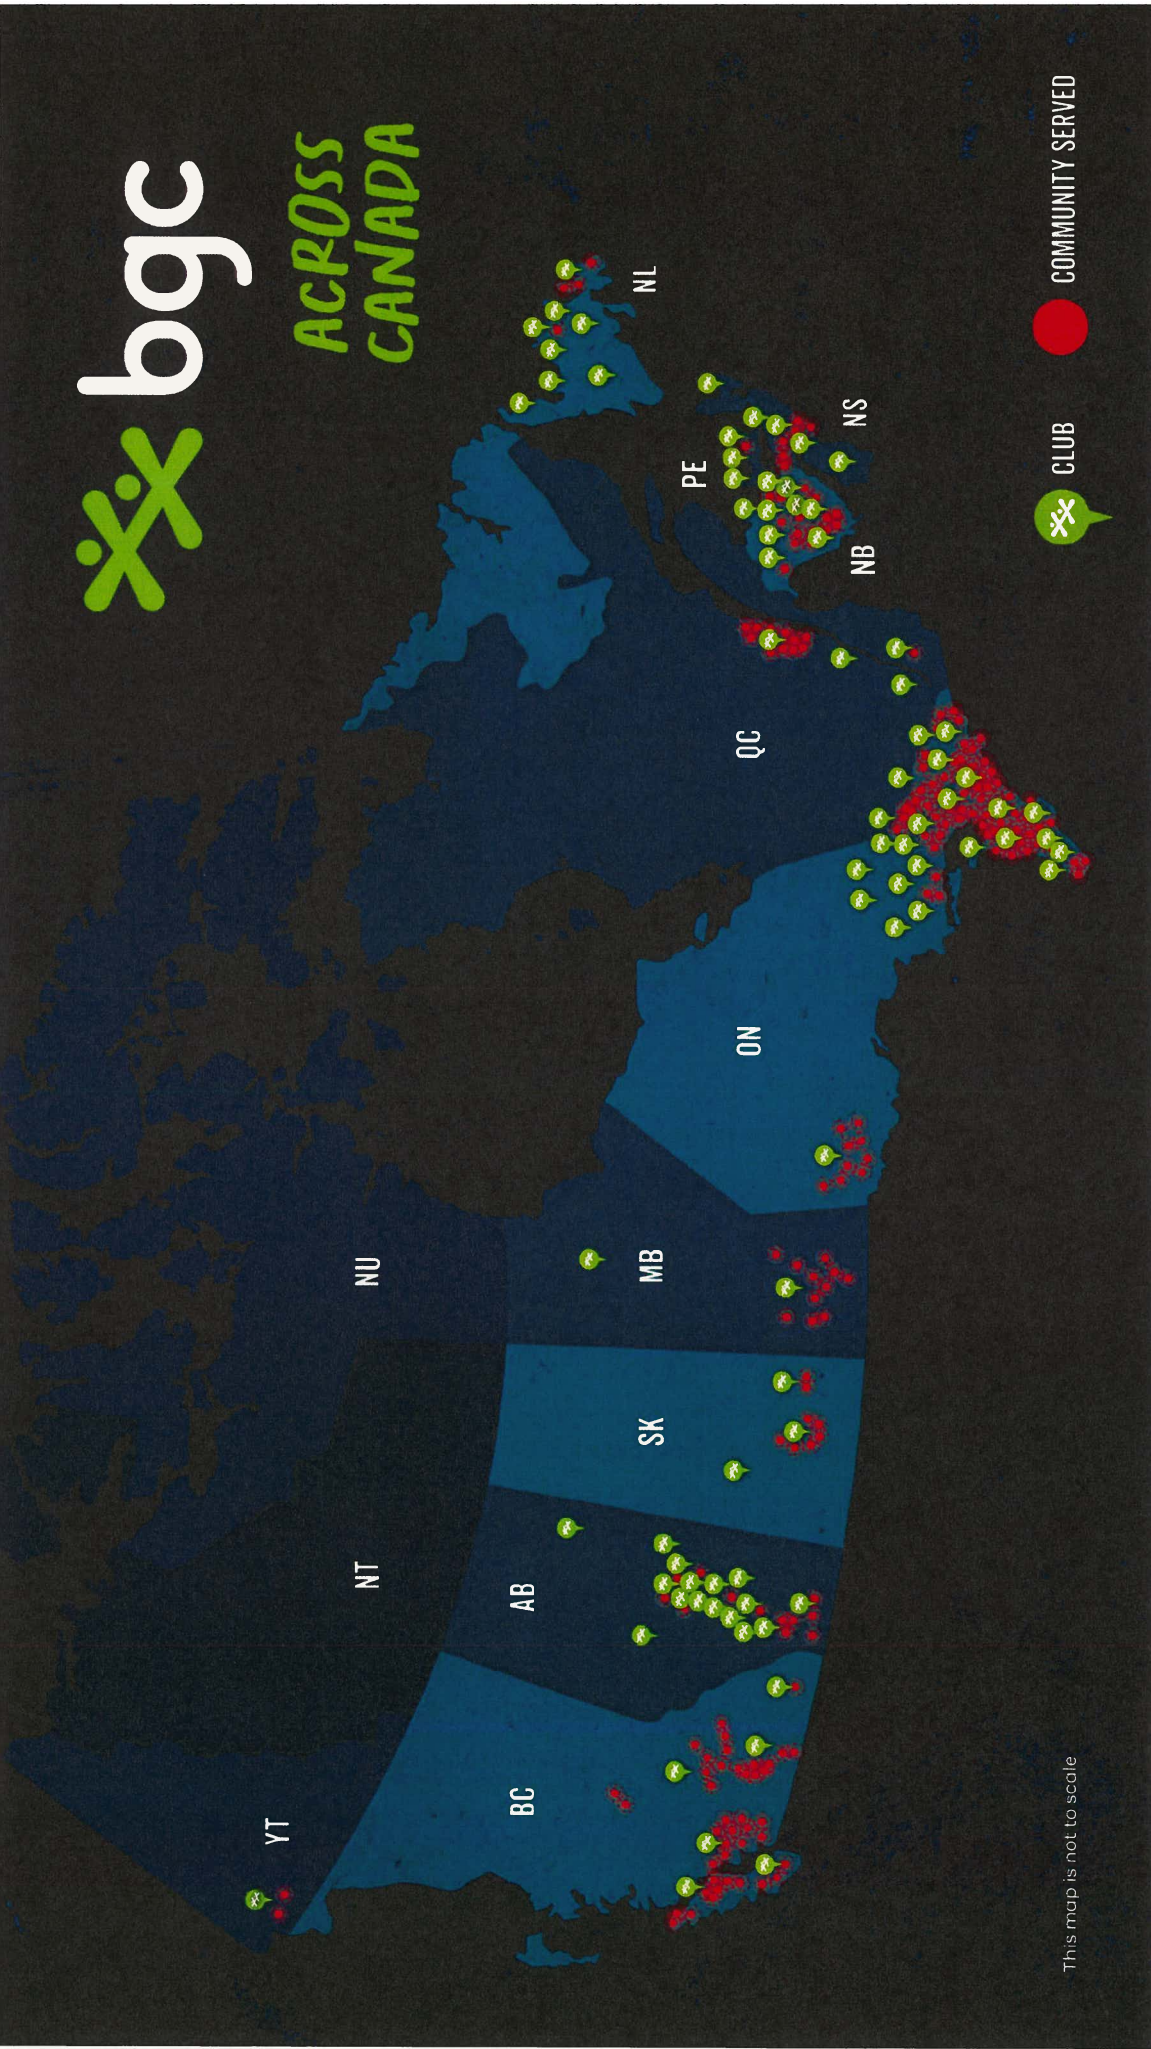 bgc
ACROSS
CANADA
YT
NT
NU
BC
AB
SK
MB
ON
QC
NL
PE
NB
NS
This map is not to scale
CLUB
COMMUNITY SERVED